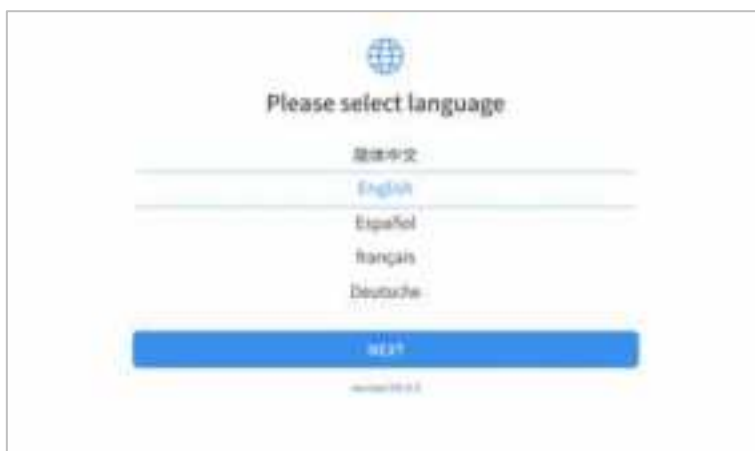 Please select language
简体中文
English
Español
français
Deutsche
NEXT